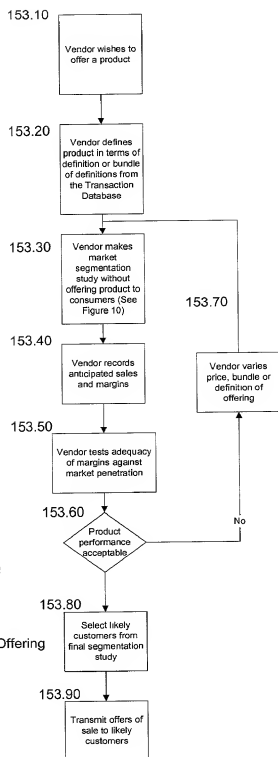 153.10
Vendor wishes to
offer a product
153.20
Vendor defines
product in terms of
definition or bundle
of definitions from
the Transaction
Database
153.30
Vendor makes
market
segmentation
study without
offering product to
consumers (See
Figure 10)
153.70
153.40
Vendor records
anticipated sales
and margins
Vendor varies
price, bundle or
definition of
offering
153.50
Vendor tests adequacy
of margins against
market penetration
153.60
Product
performance
acceptable
No
153.80
Select likely
customers from
final segmentation
study
Offering
153.90
Transmit offers of
sale to likely
customers